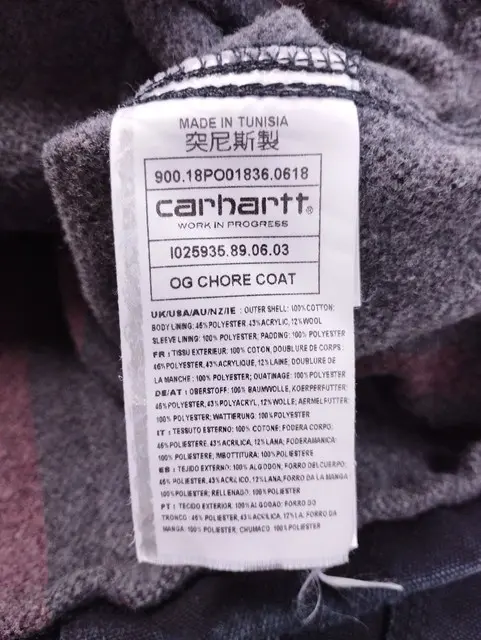 MADE IN TUNISIA
突尼斯製
900.18PO01836.0618
carhartt®
WORK IN PROGRESS
I025935.89.06.03
OG CHORE COAT
UK/USA/AU/NZ/IE : OUTER SHELL: 100% COTTON:
BODY LINING: 45% POLYESTER, 43% ACRYLIC, 12% WOOL
SLEEVE LINING: 100% POLYESTER; PADDING: 100% POLYESTER
FR : TISSU EXTERIEUR: 100% COTON, DOUBLURE DE CORPS :
45% POLYESTER, 43% ACRYLIQUE, 12% LAINE; DOUBLURE DE
LA MANCHE : 100% POLYESTER; OUATINAGE: 100% POLYESTER
DE/AT : OBERSTOFF: 100% BAUMWOLLE, KOERPERFUTTER:
45% POLYESTER, 43% POLYACRYL, 12% WOLLE; AERMELFUTTER:
100% POLYESTER; WATTIERUNG: 100% POLYESTER
IT : TESSUTO ESTERNO: 100% COTONE; FODERA CORPO:
45% POLIESTERE, 43% ACRILICA, 12% LANA; FODERAMANICA:
100% POLIESTERE; MBOTTITURA: 100% POLIESTERE
ES : TEJIDO EXTERNO: 100% ALGODON, FORRO DEL CUERPO:
45% POLIESTER, 43% ACRILICO, 12% LANA, FORRO DA LA MANGA
100% POLIESTER; RELLENADO: 100% POLIESTER
PT : TECIDO EXTERIOR: 100% ALGODAO: FORRO DO
TRONCO: 45% POLIESTER, 43% ACRILICA, 12% LA, FORRO DA
MANGA: 100% POLIESTER, CHUMACO: 100% POLIESTER